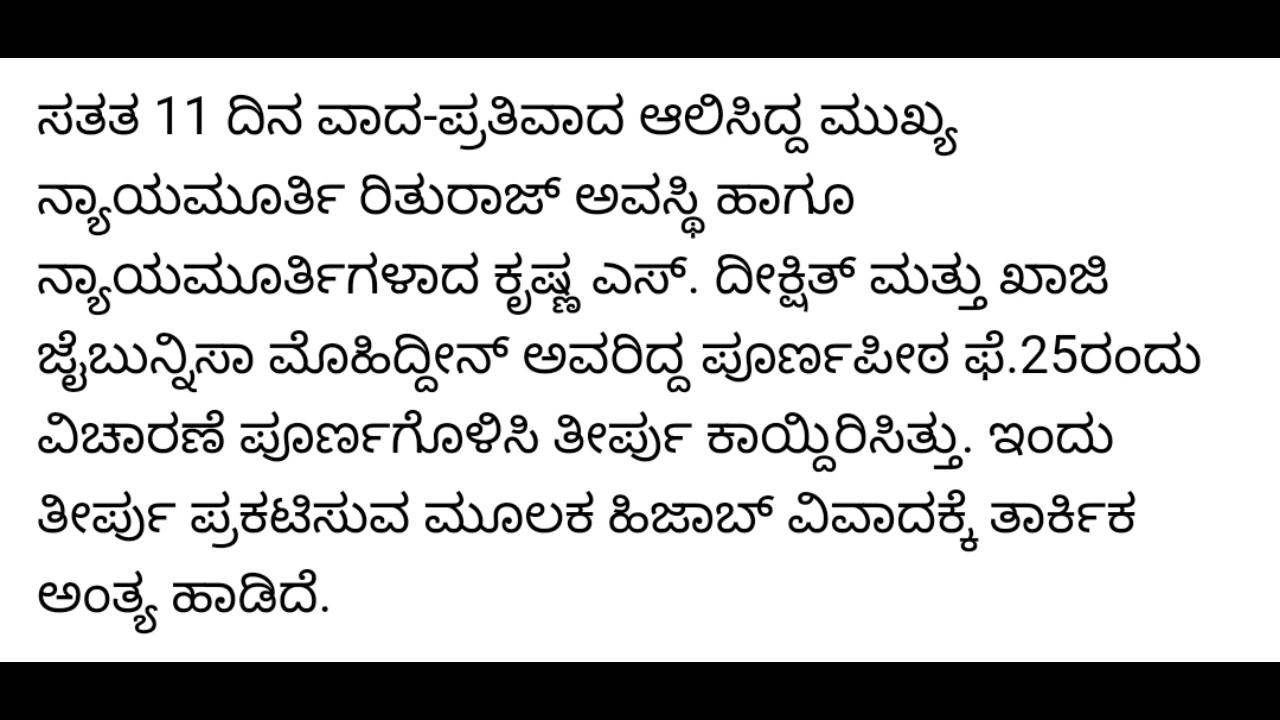 ಸತತ 11 ದಿನ ವಾದ-ಪ್ರತಿವಾದ ಆಲಿಸಿದ್ದ ಮುಖ್ಯ
ನ್ಯಾಯಮೂರ್ತಿ ರಿತುರಾಜ್ ಅವಸ್ಥಿ ಹಾಗೂ
ನ್ಯಾಯಮೂರ್ತಿಗಳಾದ ಕೃಷ್ಣ ಎಸ್. ದೀಕ್ಷಿತ್ ಮತ್ತು ಖಾಜಿ
ಜೈಬುನ್ನಿಸಾ ಮೊಹಿದ್ದೀನ್ ಅವರಿದ್ದ ಪೂರ್ಣಪೀಠ ಫೆ.25ರಂದು
ವಿಚಾರಣೆ ಪೂರ್ಣಗೊಳಿಸಿ ತೀರ್ಪು ಕಾಯ್ದಿರಿಸಿತ್ತು. ಇಂದು
ತೀರ್ಪು ಪ್ರಕಟಿಸುವ ಮೂಲಕ ಹಿಜಾಬ್ ವಿವಾದಕ್ಕೆ ತಾರ್ಕಿಕ
ಅಂತ್ಯ ಹಾಡಿದೆ.